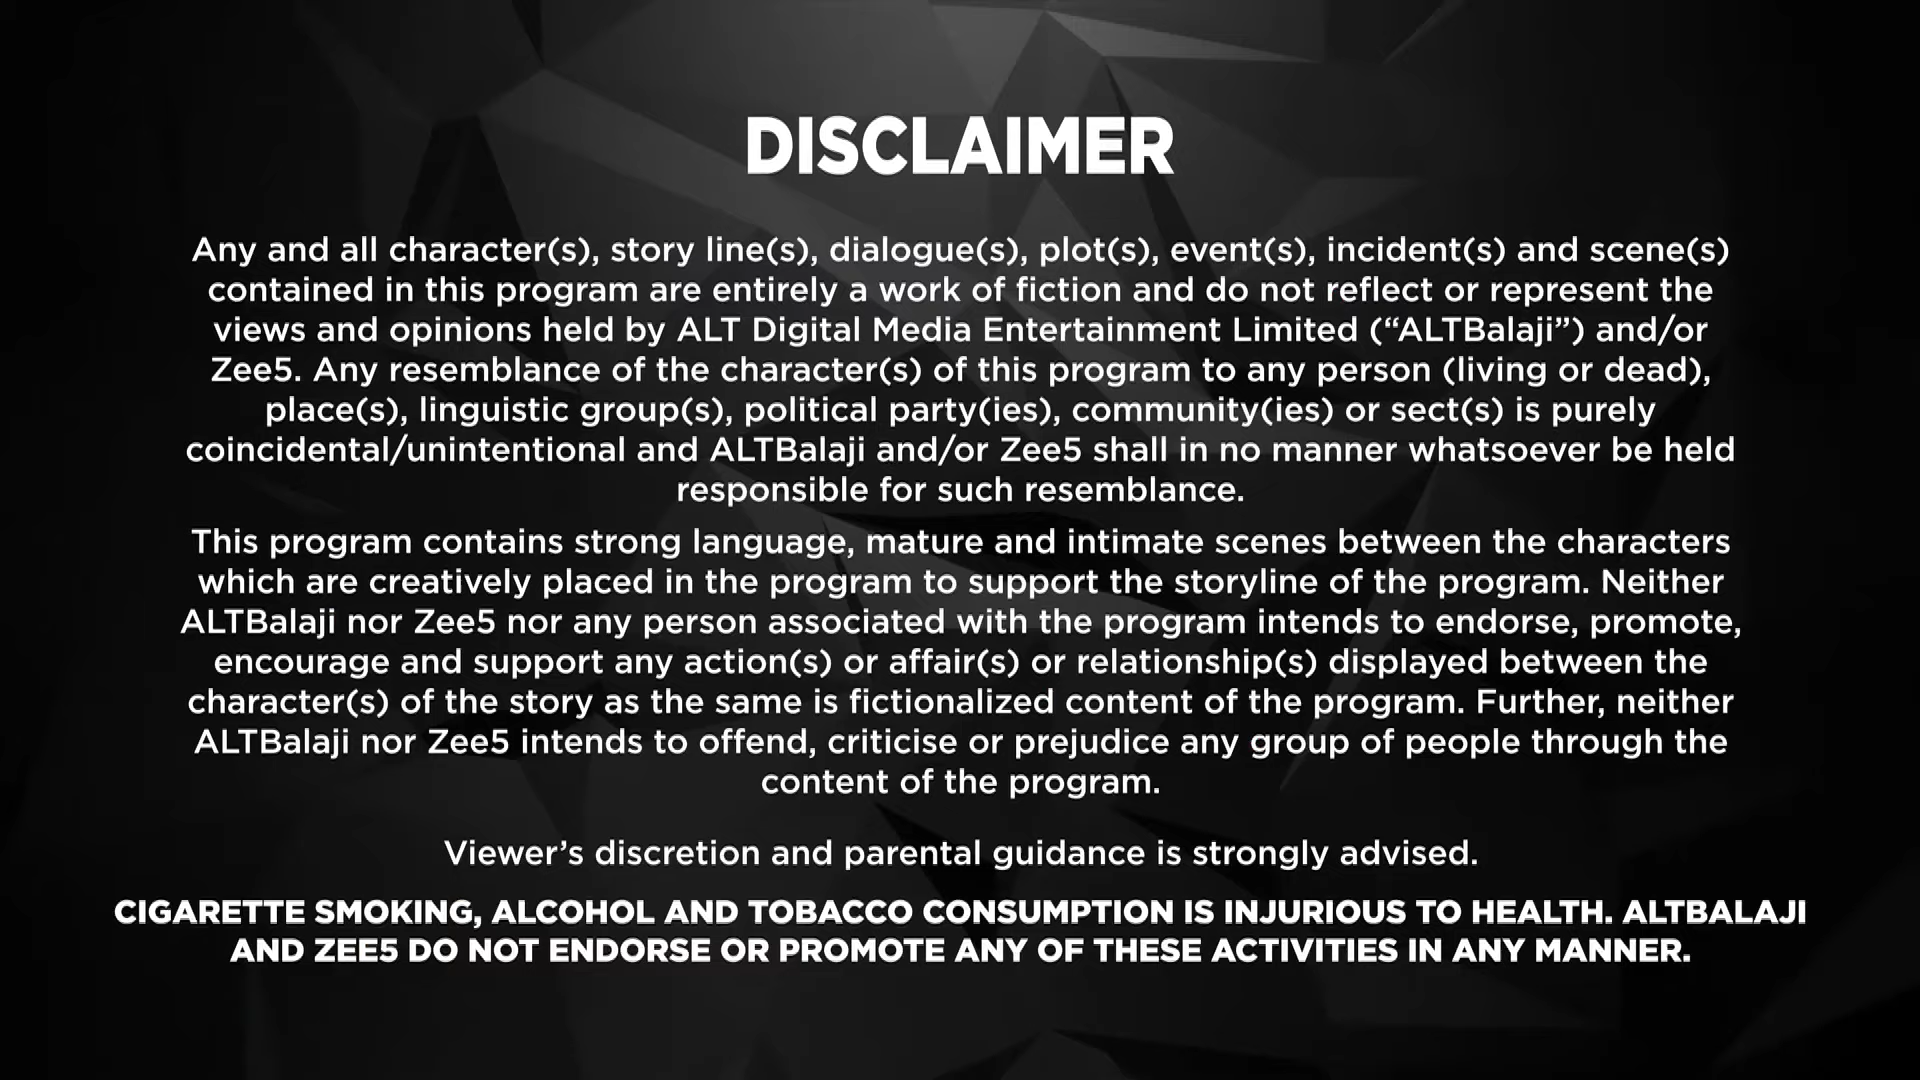 DISCLAIMER
Any and all character(s), story line(s), dialogue(s), plot(s), event(s), incident(s) and scene(s)
contained in this program are entirely a work of fiction and do not reflect or represent the
views and opinions held by ALT Digital Media Entertainment Limited (“ALTBalaji”) and/or
Zee5. Any resemblance of the character(s) of this program to any person (living or dead),
place(s), linguistic group(s), political party(ies), community(ies) or sect(s) is purely
coincidental/unintentional and ALTBalaji and/or Zee5 shall in no manner whatsoever be held
responsible for such resemblance.
This program contains strong language, mature and intimate scenes between the characters
which are creatively placed in the program to support the storyline of the program. Neither
ALTBalaji nor Zee5 nor any person associated with the program intends to endorse, promote,
encourage and support any action(s) or affair(s) or relationship(s) displayed between the
character(s) of the story as the same is fictionalized content of the program. Further, neither
ALTBalaji nor Zee5 intends to offend, criticise or prejudice any group of people through the
content of the program.
Viewer’s discretion and parental guidance is strongly advised.
CIGARETTE SMOKING, ALCOHOL AND TOBACCO CONSUMPTION IS INJURIOUS TO HEALTH. ALTBALAJI
AND ZEE5 DO NOT ENDORSE OR PROMOTE ANY OF THESE ACTIVITIES IN ANY MANNER.